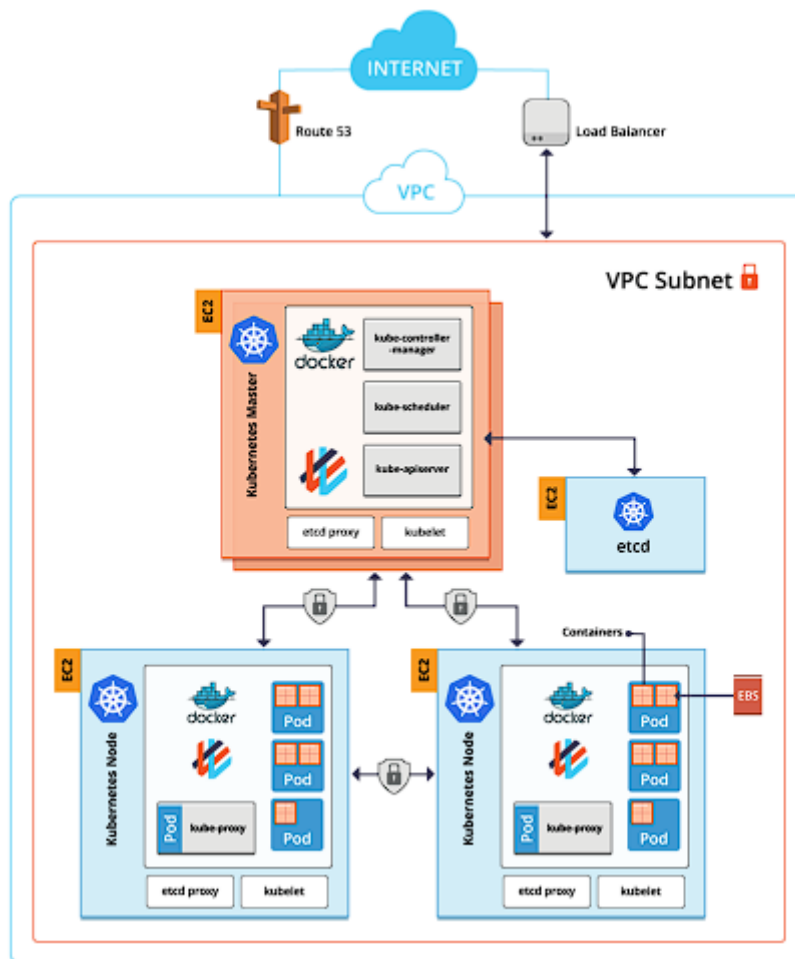 INTERNET
Route 53
Load Balancer
VPC
VPC Subnet
EC2
Kubernetes Master
docker
kube-controller
-manager
kube-scheduler
kube-apiserver
etcd proxy
kubelet
EC2
etcd
EC2
Kubernetes Node
docker
Pod
Pod
Pod
kube-proxy
Pod
etcd proxy
kubelet
Containers
EC2
Kubernetes Node
docker
Pod
EBS
Pod
Pod
kube-proxy
Pod
etcd proxy
kubelet